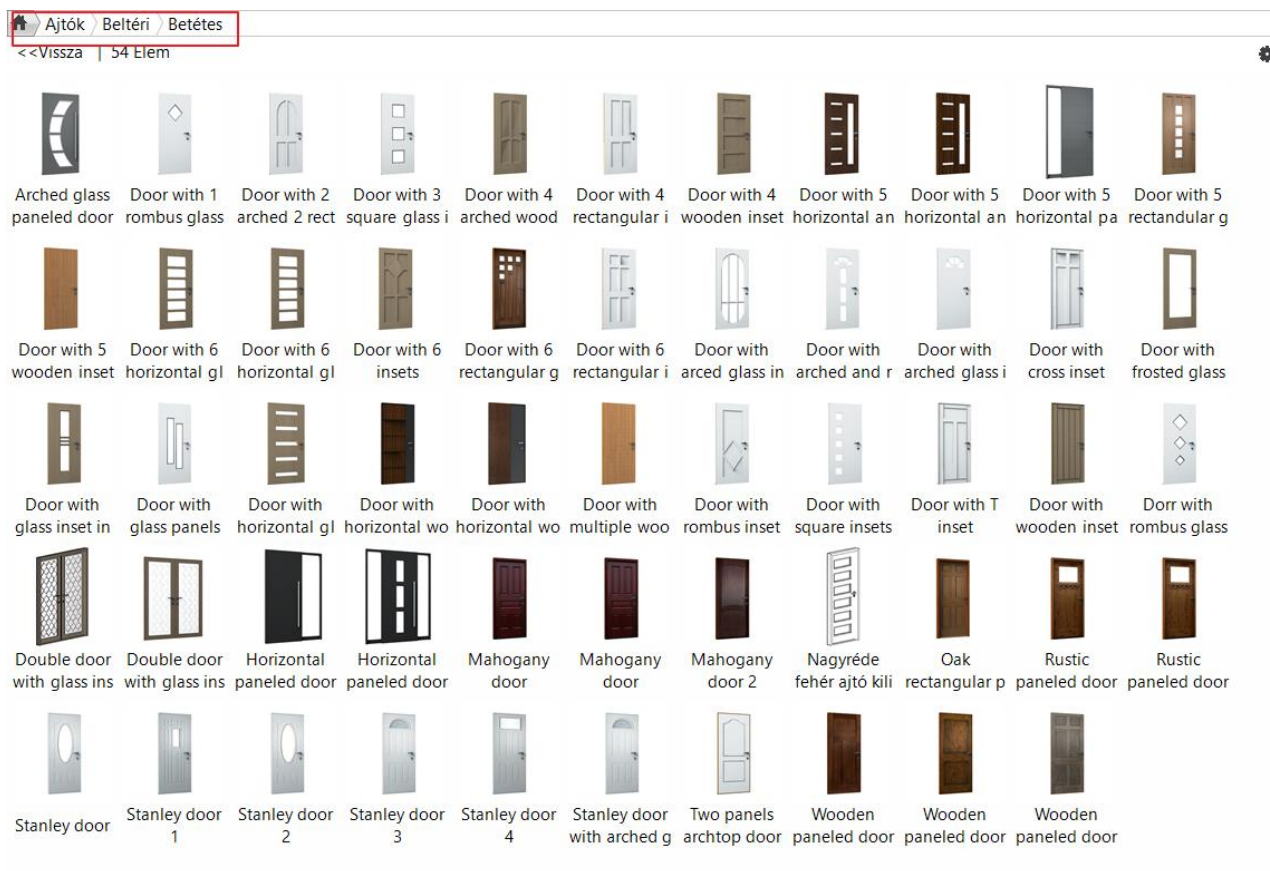 Ajtók Beltéri Betétes
<<Vissza | 54 Elem
Arched glass Door with 1 Door with 2 Door with 3 Door with 4 Door with 4 Door with 4 Door with 5 Door with 5 Door with 5 Door with 5
paneled door rombus glass arched 2 rect square glass i arched wood rectangular i wooden inset horizontal an horizontal an horizontal pa rectandular g
Door with 5 Door with 6 Door with 6 Door with 6 Door with 6 Door with 6 Door with Door with Door with Door with Door with
wooden inset horizontal gl horizontal gl insets rectangular g rectangular i arced glass in arched and r arched glass i cross inset frosted glass
Door with Door with Door with Door with Door with Door with Door with Door with Door with T Door with Dorr with
glass inset in glass panels horizontal gl horizontal wo horizontal wo multiple woo rombus inset square insets inset wooden inset rombus glass
Double door Double door Horizontal Horizontal Mahogany Mahogany Mahogany Nagyréde Oak Rustic Rustic
with glass ins with glass ins paneled door paneled door door door door 2 fehér ajtó kili rectangular p paneled door paneled door
Stanley door Stanley door Stanley door Stanley door Stanley door Stanley door Two panels Wooden Wooden Wooden
1 2 3 4 with arched g archtop door paneled door paneled door paneled door